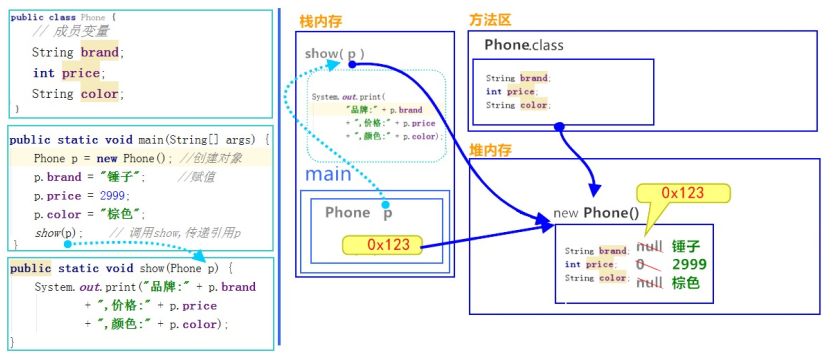 public class Phone {
// 成员变量
String brand;
int price;
String color;
}
public static void main(String[] args) {
Phone p = new Phone(); //创建对象
p.brand = "锤子"; //赋值
p.price = 2999;
p.color = "棕色";
show(p); // 调用show,传递引用p
}
public static void show(Phone p) {
System.out.print("品牌:" + p.brand
+ ",价格:" + p.price
+ ",颜色:" + p.color);
}
栈内存
show( p )
System.out.print(
"品牌:" + p.brand
+ ",价格:" + p.price
+ ",颜色:" + p.color);
main
Phone p
0x123
方法区
Phone.class
String brand;
int price;
String color;
堆内存
0x123
new Phone()
String brand; null 锤子
int price; 0 2999
String color; null 棕色